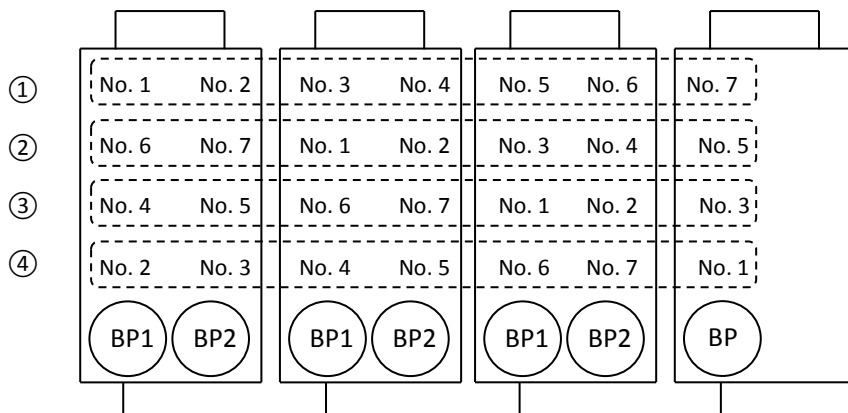 ① No. 1 No. 2 No. 3 No. 4 No. 5 No. 6 No. 7
② No. 6 No. 7 No. 1 No. 2 No. 3 No. 4 No. 5
③ No. 4 No. 5 No. 6 No. 7 No. 1 No. 2 No. 3
④ No. 2 No. 3 No. 4 No. 5 No. 6 No. 7 No. 1
BP1 BP2 BP1 BP2 BP1 BP2 BP